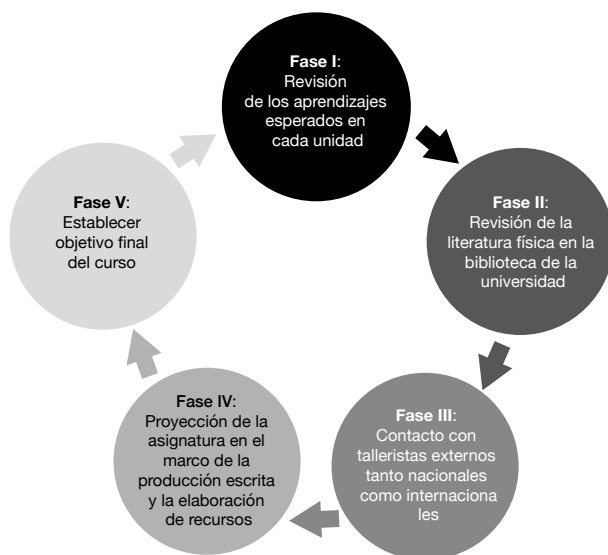 Fase I:
Revisión
de los aprendizajes
esperados en
cada unidad
Fase II:
Revisión de la
literatura física en la
biblioteca de la
universidad
Fase III:
Contacto con
talleristas externos
tanto nacionales
como internaciona
les
Fase IV:
Proyección de la
asignatura en el
marco de la
producción escrita
y la elaboración
de recursos
Fase V:
Establecer
objetivo final
del curso